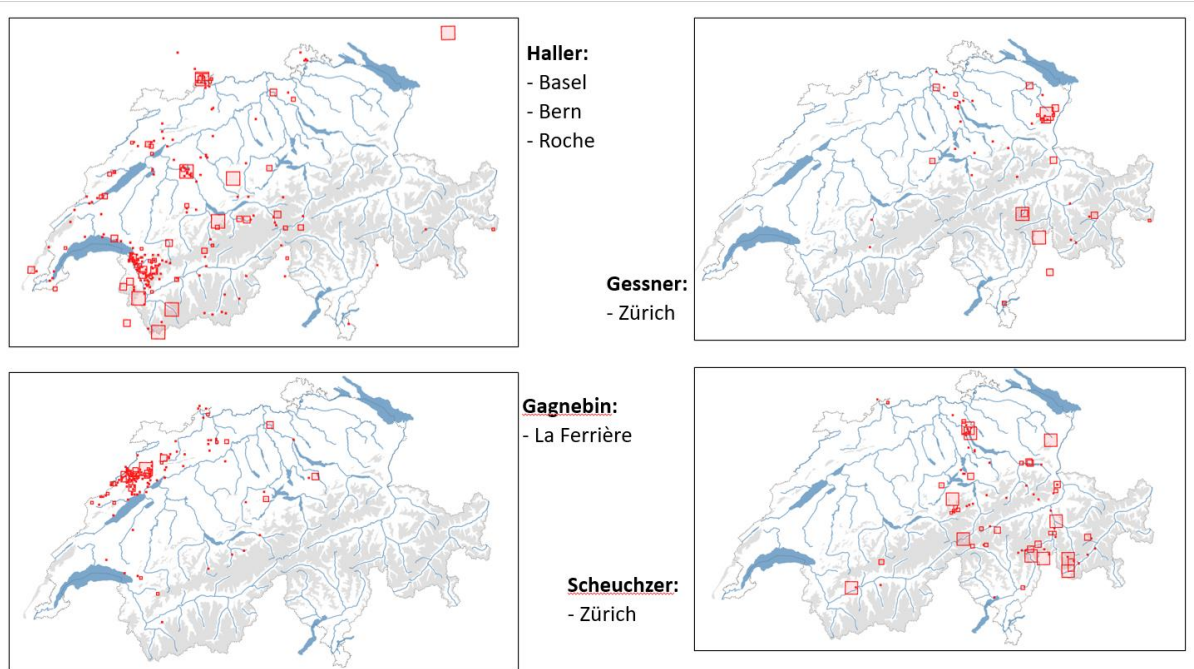 Haller:
- Basel
- Bern
- Roche
Gessner:
- Zürich
Gagnebin:
- La Ferrière
Scheuchzer:
- Zürich